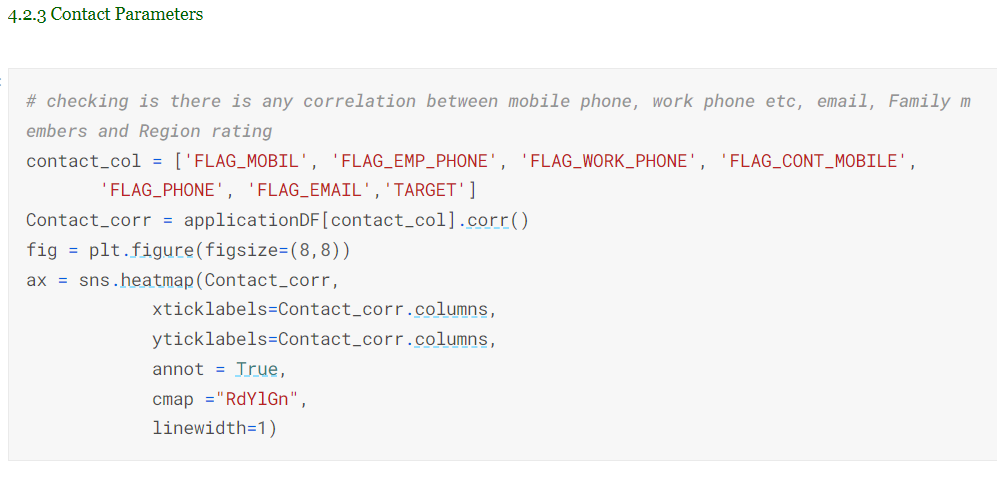 4.2.3 Contact Parameters
# checking is there is any correlation between mobile phone, work phone etc, email, Family m
embers and Region rating
contact_col = ['FLAG_MOBIL', 'FLAG_EMP_PHONE', 'FLAG_WORK_PHONE', 'FLAG_CONT_MOBILE',
       'FLAG_PHONE', 'FLAG_EMAIL','TARGET']
Contact_corr = applicationDF[contact_col].corr()
fig = plt.figure(figsize=(8,8))
ax = sns.heatmap(Contact_corr,
            xticklabels=Contact_corr.columns,
            yticklabels=Contact_corr.columns,
            annot = True,
            cmap ="RdYlGn",
            linewidth=1)